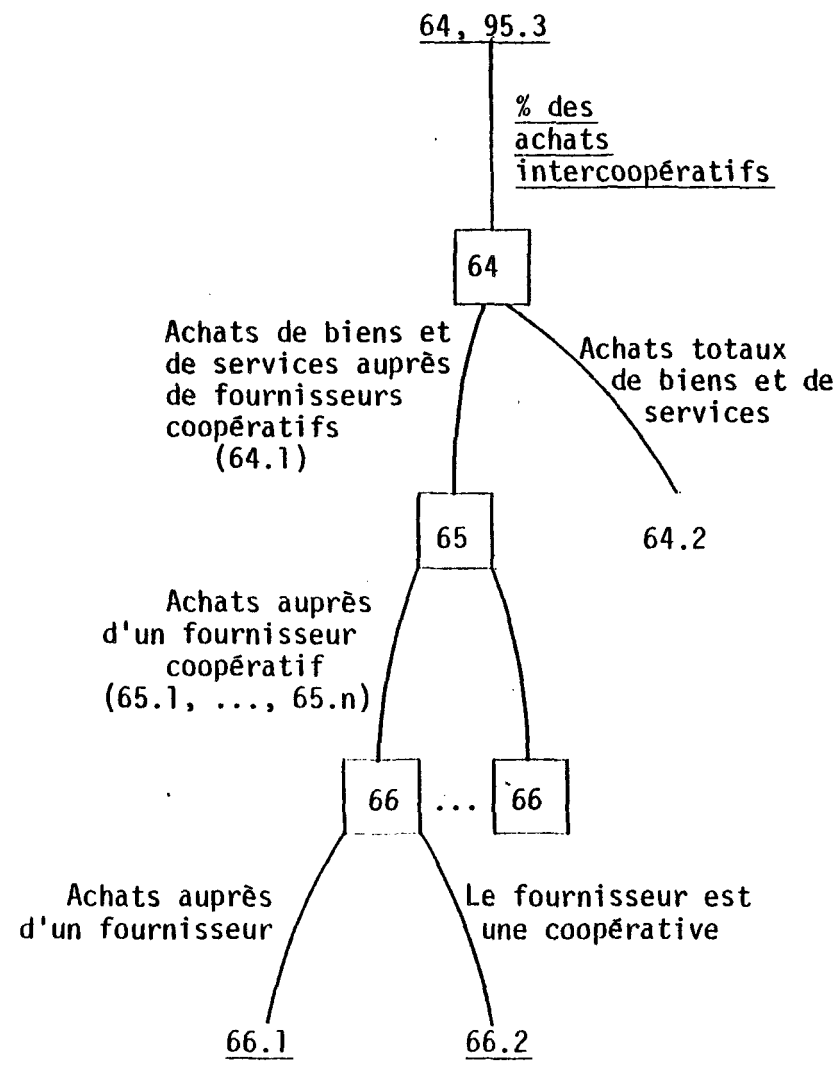 64, 95.3
% des
achats
intercoopératifs
64
Achats de biens et
de services auprès
de fournisseurs
coopératifs
(64.1)
Achats totaux
de biens et de
services
65
64.2
Achats auprès
d'un fournisseur
coopératif
(65.1, ..., 65.n)
66 ... 66
Achats auprès
d'un fournisseur
Le fournisseur est
une coopérative
66.1
66.2